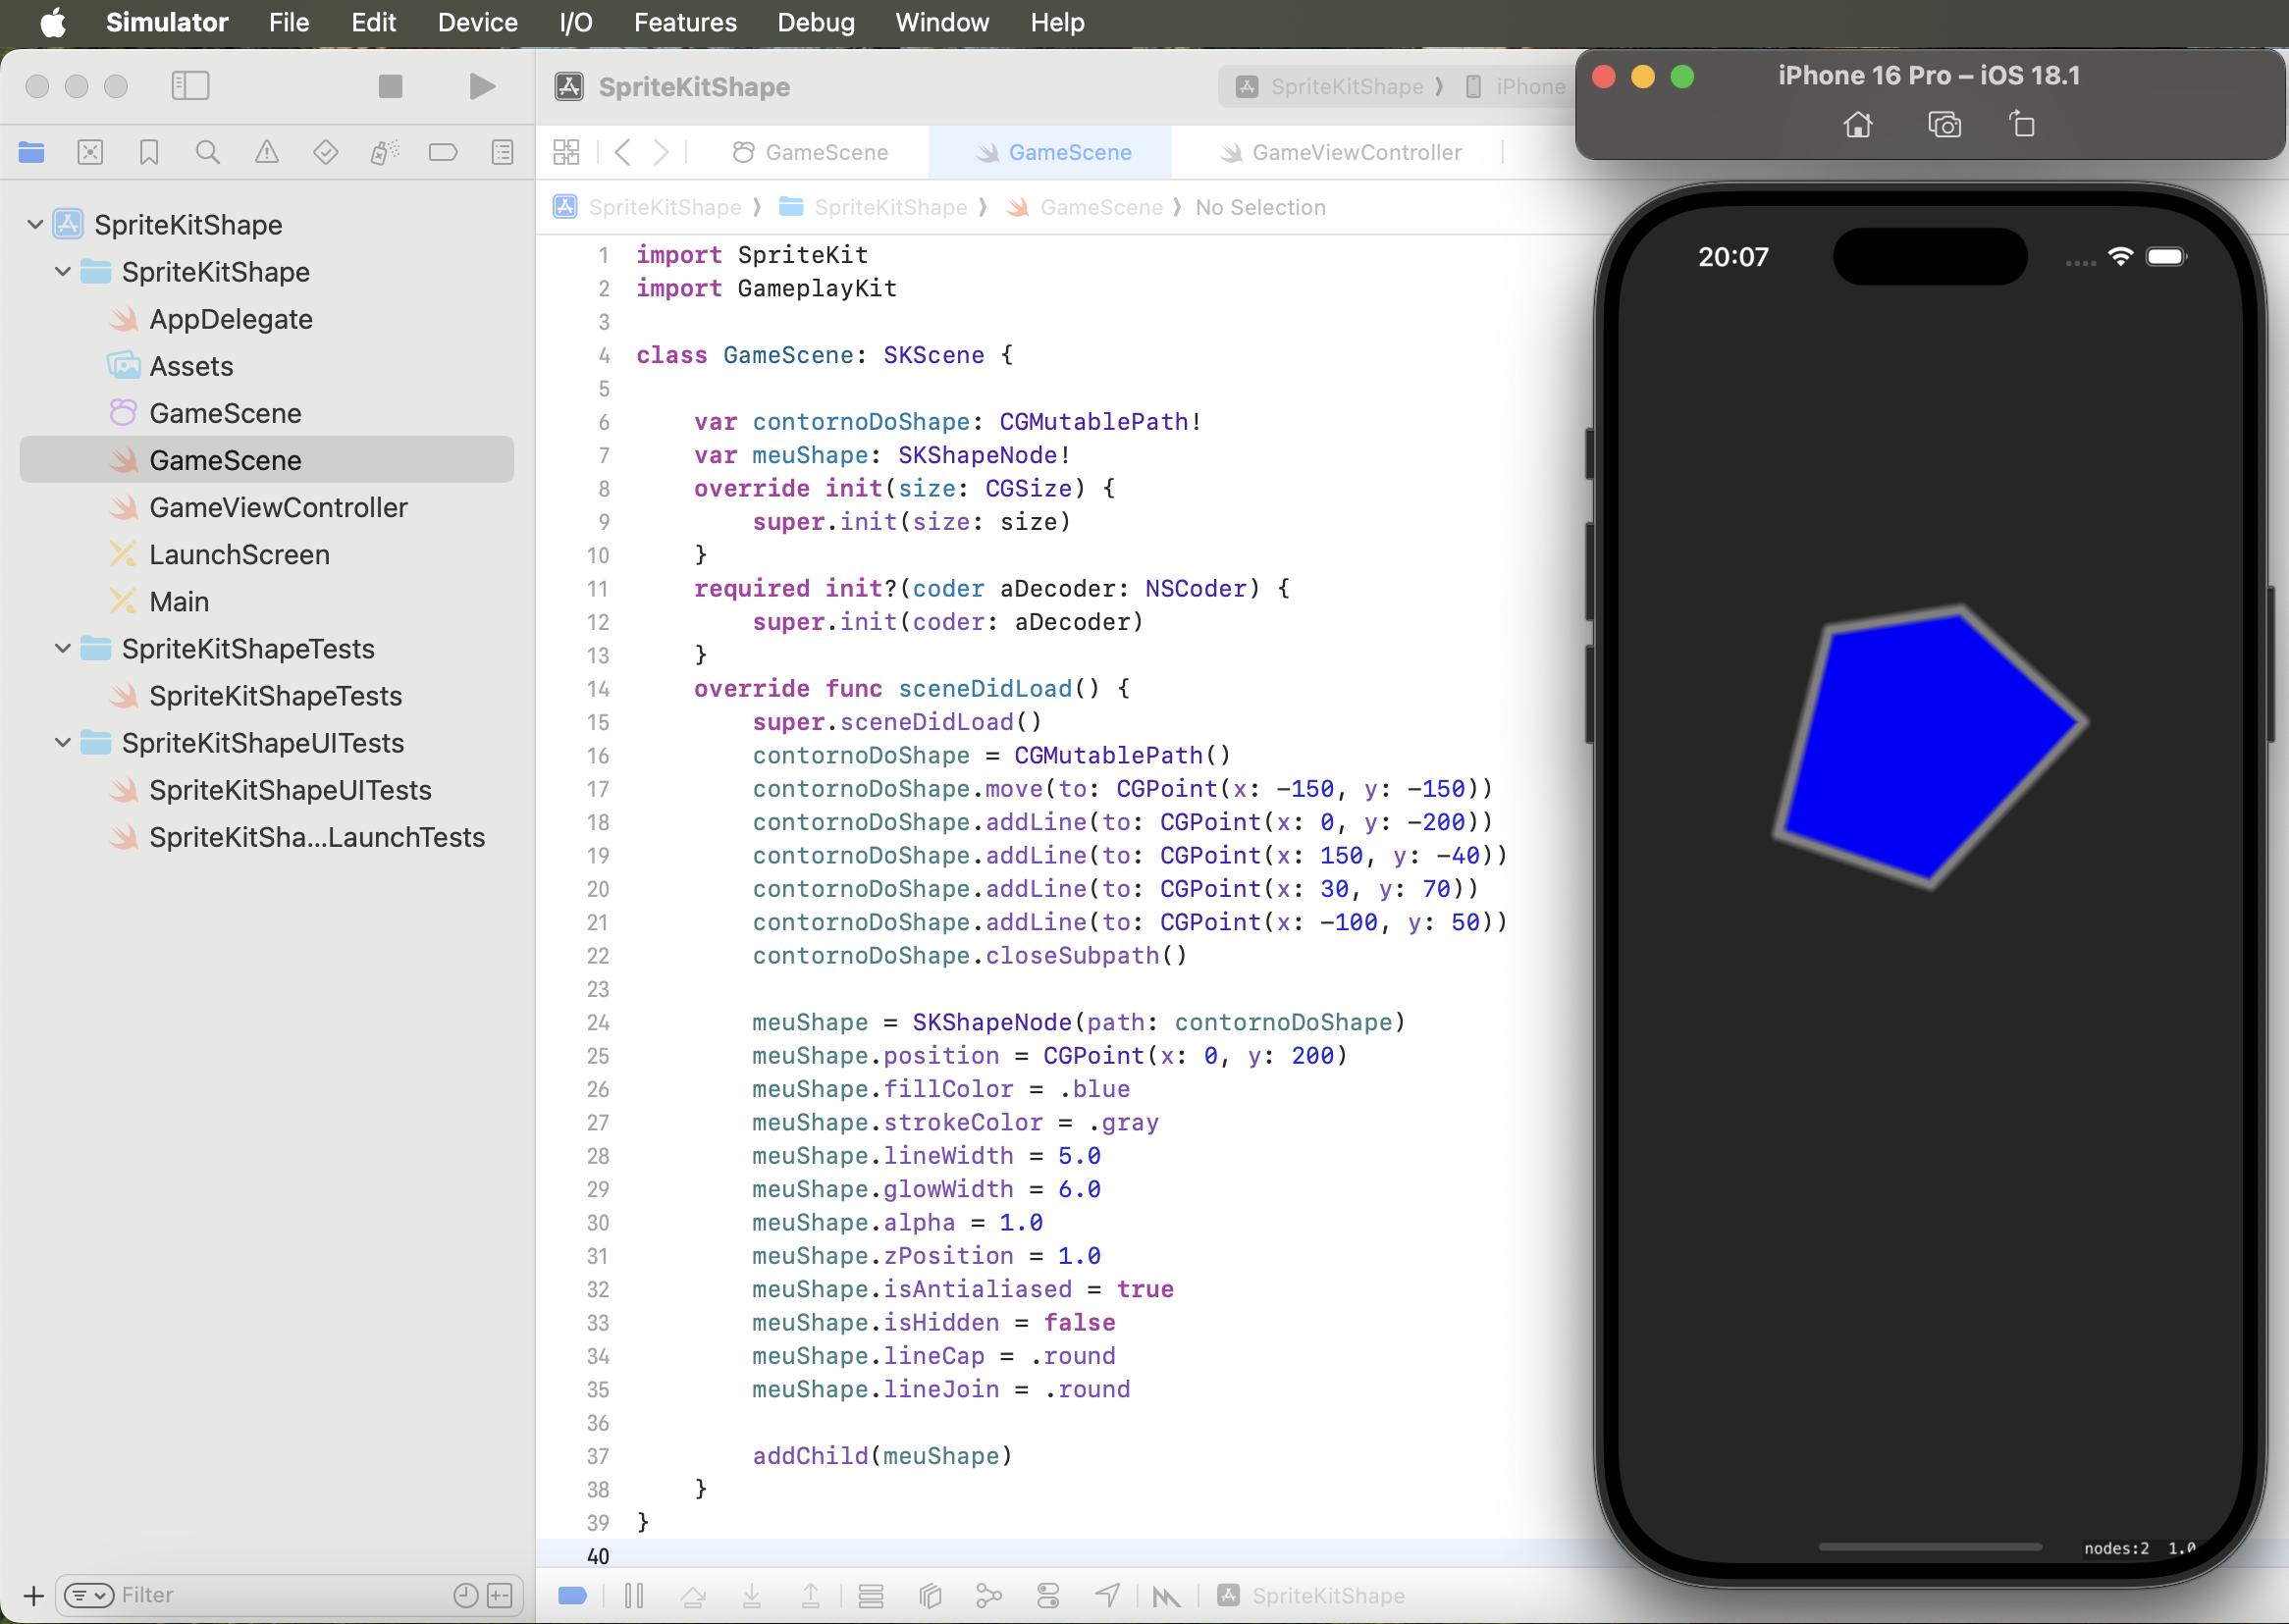 Simulator File Edit Device I/O Features Debug Window Help
SpriteKitShape
SpriteKitShape iPhone
iPhone 16 Pro – iOS 18.1
GameScene GameScene GameViewController
SpriteKitShape SpriteKitShape GameScene No Selection
SpriteKitShape
SpriteKitShape
AppDelegate
Assets
GameScene
GameScene
GameViewController
LaunchScreen
Main
SpriteKitShapeTests
SpriteKitShapeTests
SpriteKitShapeUITests
SpriteKitShapeUITests
SpriteKitSha...LaunchTests
Filter
1 import SpriteKit
2 import GameplayKit
3
4 class GameScene: SKScene {
5
6 var contornoDoShape: CGMutablePath!
7 var meuShape: SKShapeNode!
8 override init(size: CGSize) {
9 super.init(size: size)
10 }
11 required init?(coder aDecoder: NSCoder) {
12 super.init(coder: aDecoder)
13 }
14 override func sceneDidLoad() {
15 super.sceneDidLoad()
16 contornoDoShape = CGMutablePath()
17 contornoDoShape.move(to: CGPoint(x: -150, y: -150))
18 contornoDoShape.addLine(to: CGPoint(x: 0, y: -200))
19 contornoDoShape.addLine(to: CGPoint(x: 150, y: -40))
20 contornoDoShape.addLine(to: CGPoint(x: 30, y: 70))
21 contornoDoShape.addLine(to: CGPoint(x: -100, y: 50))
22 contornoDoShape.closeSubpath()
23
24 meuShape = SKShapeNode(path: contornoDoShape)
25 meuShape.position = CGPoint(x: 0, y: 200)
26 meuShape.fillColor = .blue
27 meuShape.strokeColor = .gray
28 meuShape.lineWidth = 5.0
29 meuShape.glowWidth = 6.0
30 meuShape.alpha = 1.0
31 meuShape.zPosition = 1.0
32 meuShape.isAntialiased = true
33 meuShape.isHidden = false
34 meuShape.lineCap = .round
35 meuShape.lineJoin = .round
36
37 addChild(meuShape)
38 }
39 }
40
SpriteKitShape
20:07
nodes:2 1.0